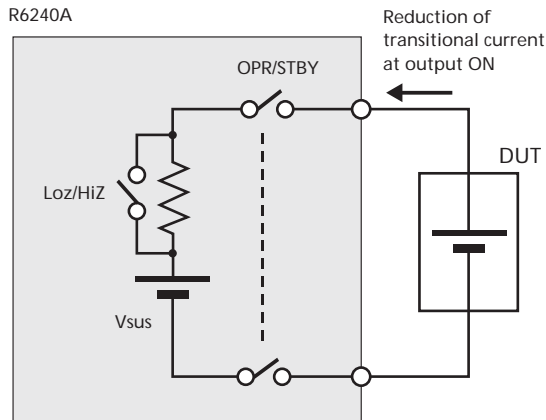 R6240A
Reduction of
transitional current
at output ON
OPR/STBY
DUT
Loz/HiZ
Vsus